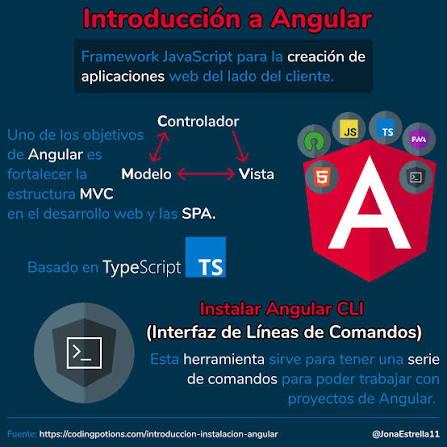 Introducción a Angular
Framework JavaScript para la creación de
aplicaciones web del lado del cliente.
Controlador
Modelo
Vista
Uno de los objetivos
de Angular es
fortalecer la
estructura MVC
en el desarrollo web y las SPA.
JS
TS
PWA
5
>_
A
Basado en TypeScript TS
Instalar Angular CLI
(Interfaz de Líneas de Comandos)
>_
Esta herramienta sirve para tener una serie
de comandos para poder trabajar con
proyectos de Angular.
Fuente: https://codingpotions.com/introduccion-instalacion-angular
@JonaEstrella11